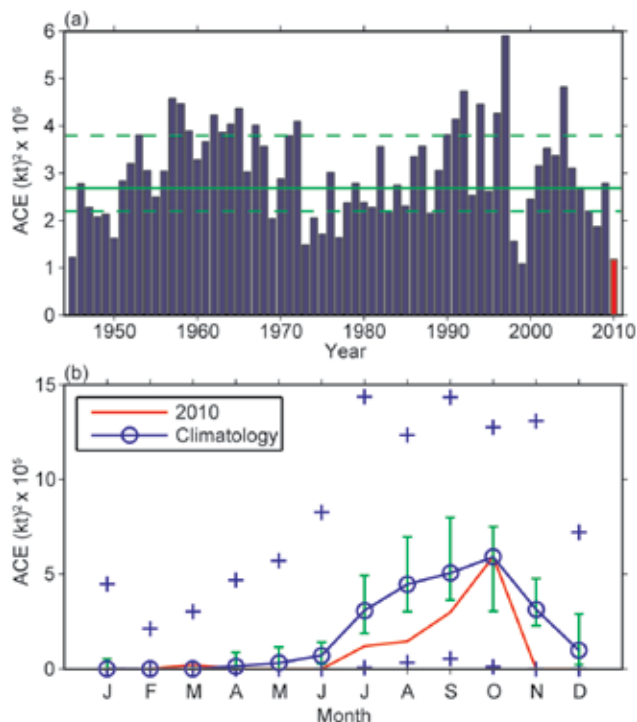 (a)
6
5
4
3
2
1
0
ACE (kt)² x 10⁶
1950 1960 1970 1980 1990 2000 2010
Year
(b)
15
10
5
0
ACE (kt)² x 10⁵
2010
Climatology
J F M A M J J A S O N D
Month